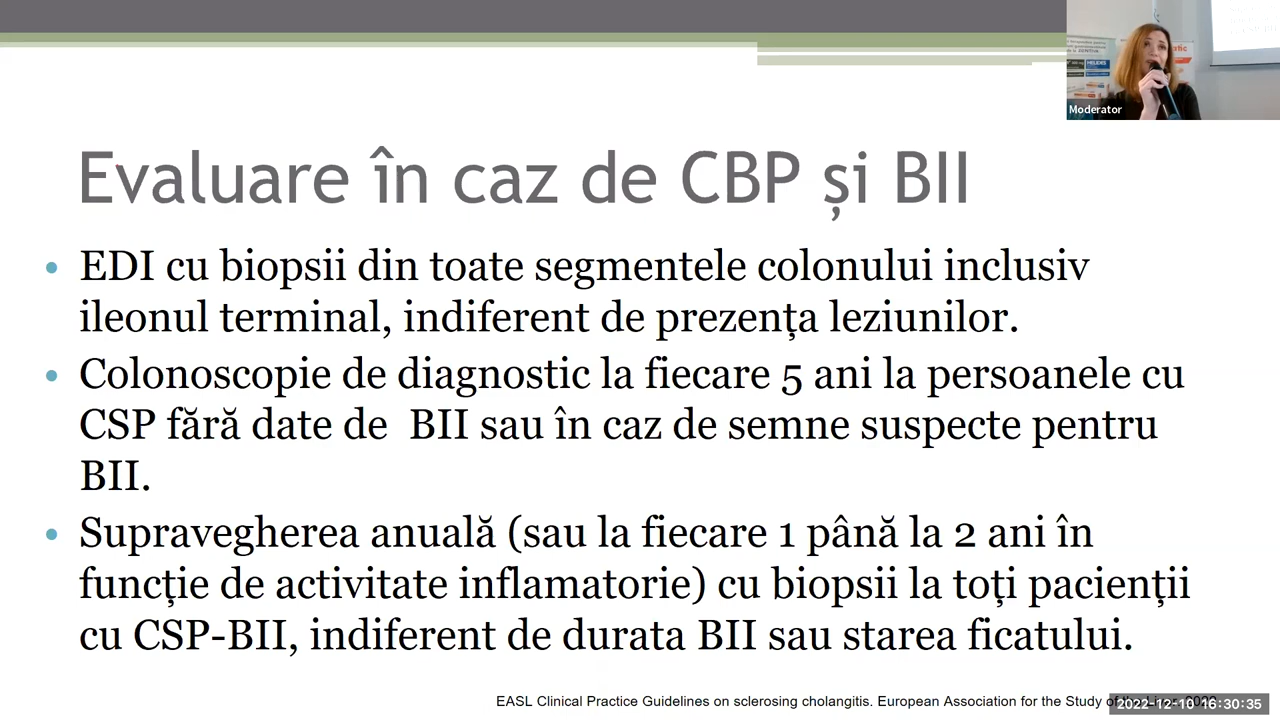 Moderator
Evaluare în caz de CBP și BII
EDI cu biopsii din toate segmentele colonului inclusiv
ileonul terminal, indiferent de prezența leziunilor.
Colonoscopie de diagnostic la fiecare 5 ani la persoanele cu
CSP fără date de BII sau în caz de semne suspecte pentru
BII.
Supravegherea anuală (sau la fiecare 1 până la 2 ani în
funcție de activitate inflamatorie) cu biopsii la toți pacienții
cu CSP-BII, indiferent de durata BII sau starea ficatului.
EASL Clinical Practice Guidelines on sclerosing cholangitis. European Association for the Study of the Liver. 2022
2022-12-10 16:30:35